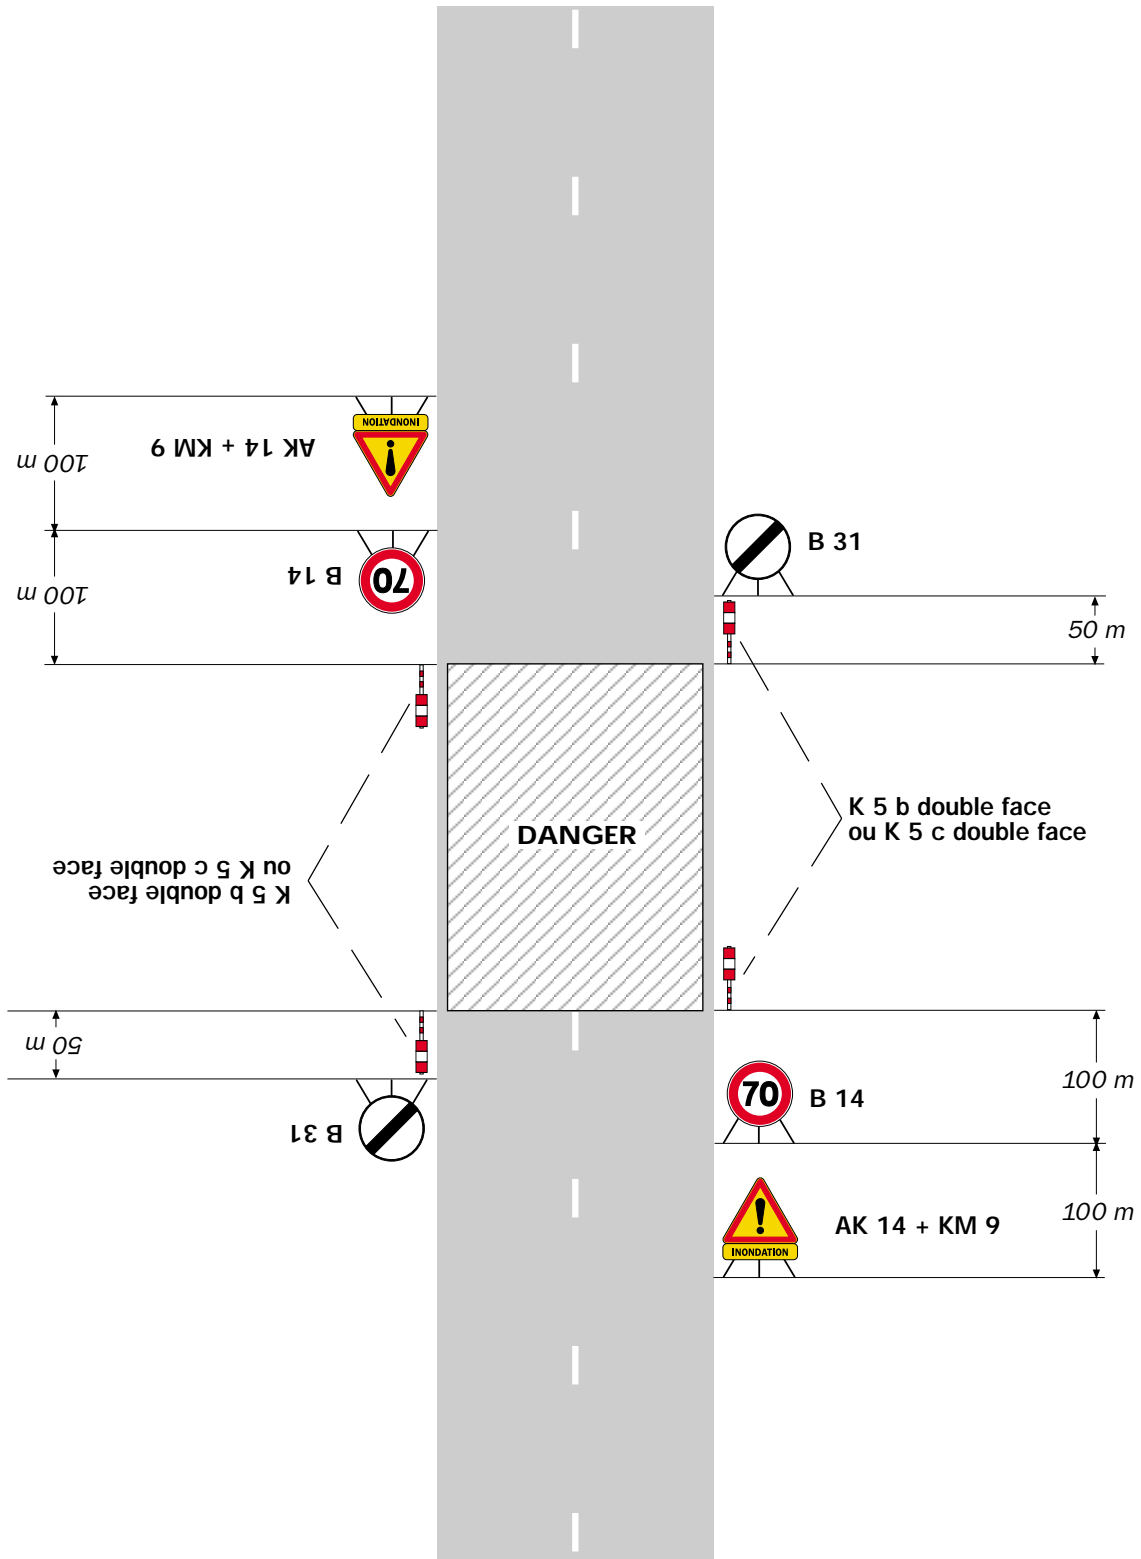 INONDATION
AK 14 + KM 9
100 m
70
B 14
100 m
B 31
50 m
DANGER
K 5 b double face
ou K 5 c double face
K 5 b double face
ou K 5 c double face
50 m
B 31
70
B 14
100 m
AK 14 + KM 9
100 m
INONDATION